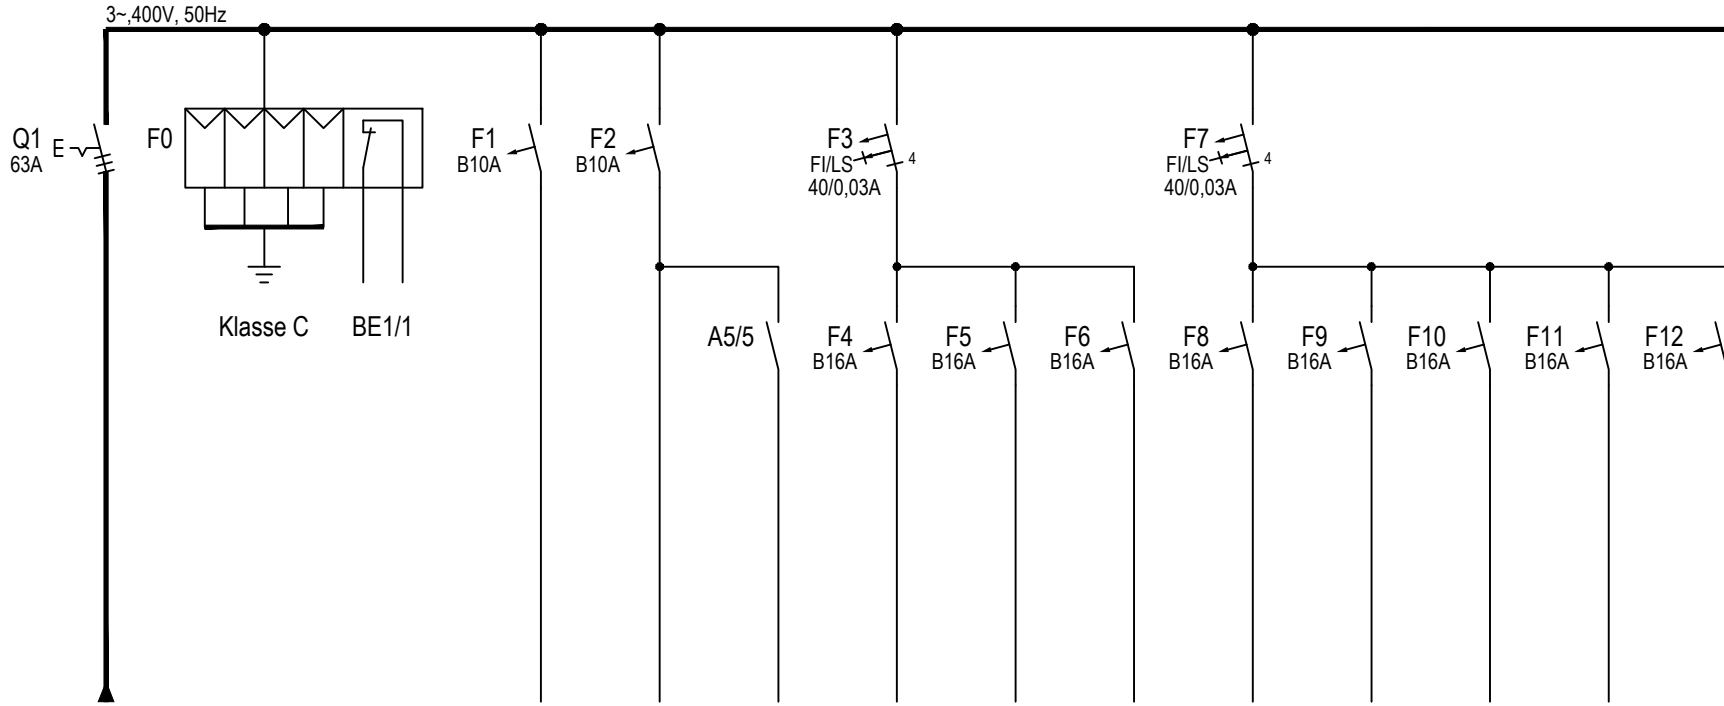 3~,400V, 50Hz
Q1
63A
E
F0
Klasse C
BE1/1
F1
B10A
F2
B10A
A5/5
F3
FI/LS
40/0,03A
4
F4
B16A
F5
B16A
F6
B16A
F7
FI/LS
40/0,03A
4
F8
B16A
F9
B16A
F10
B16A
F11
B16A
F12
B16A